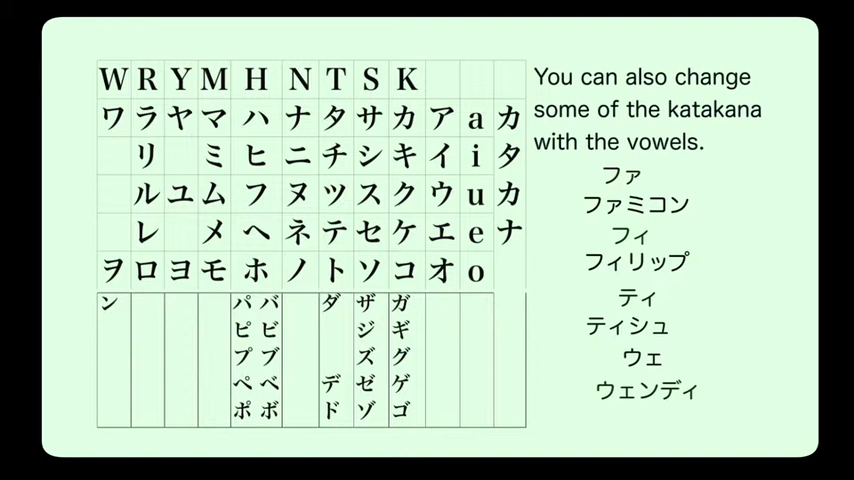 W R Y M H N T S K
ワ ラ ヤ マ ハ ナ タ サ カ ア a カ
リ ミ ヒ ニ チ シ キ イ i タ
ル ユ ム フ ヌ ツ ス ク ウ u カ
レ メ ヘ ネ テ セ ケ エ e ナ
ヲ ロ ヨ モ ホ ノ ト ソ コ オ o
ン パ バ ダ ザ ガ
ピ ビ ジ ギ
プ ブ ズ グ
ペ ベ デ ゼ ゲ
ポ ボ ド ゾ ゴ
You can also change
some of the katakana
with the vowels.
ファ
ファミコン
フィ
フィリップ
ティ
ティシュ
ウェ
ウェンディ